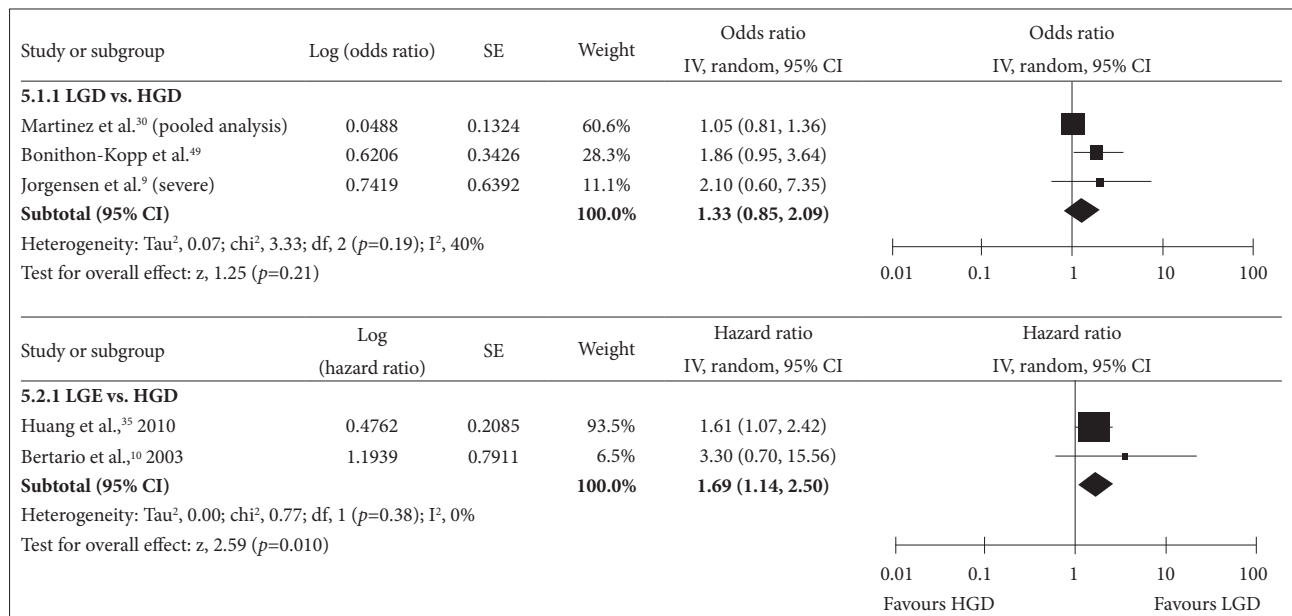 Study or subgroup Log (odds ratio) SE Weight Odds ratio IV, random, 95% CI Odds ratio IV, random, 95% CI
5.1.1 LGD vs. HGD
Martinez et al.³⁰ (pooled analysis) 0.0488 0.1324 60.6% 1.05 (0.81, 1.36)
Bonithon-Kopp et al.⁴⁹ 0.6206 0.3426 28.3% 1.86 (0.95, 3.64)
Jorgensen et al.⁹ (severe) 0.7419 0.6392 11.1% 2.10 (0.60, 7.35)
Subtotal (95% CI) 100.0% 1.33 (0.85, 2.09)
Heterogeneity: Tau², 0.07; chi², 3.33; df, 2 (p=0.19); I², 40%
Test for overall effect: z, 1.25 (p=0.21)
0.01 0.1 1 10 100
Study or subgroup Log (hazard ratio) SE Weight Hazard ratio IV, random, 95% CI Hazard ratio IV, random, 95% CI
5.2.1 LGE vs. HGD
Huang et al.,³⁵ 2010 0.4762 0.2085 93.5% 1.61 (1.07, 2.42)
Bertario et al.,¹⁰ 2003 1.1939 0.7911 6.5% 3.30 (0.70, 15.56)
Subtotal (95% CI) 100.0% 1.69 (1.14, 2.50)
Heterogeneity: Tau², 0.00; chi², 0.77; df, 1 (p=0.38); I², 0%
Test for overall effect: z, 2.59 (p=0.010)
0.01 0.1 1 10 100
Favours HGD Favours LGD